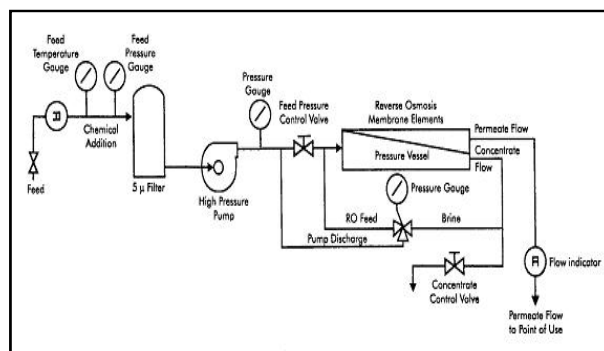 Feed
Temperature
Gauge
Feed
Pressure
Gauge
Chemical
Addition
Feed
5 μ Filter
High Pressure
Pump
Pressure
Gauge
Feed Pressure
Control Valve
Reverse Osmosis
Membrane Elements
Pressure Vessel
Permeate Flow
Concentrate
Flow
Pressure Gauge
RO Feed
Brine
Pump Discharge
Concentrate
Control Valve
Flow indicator
Permeate Flow
to Point of Use